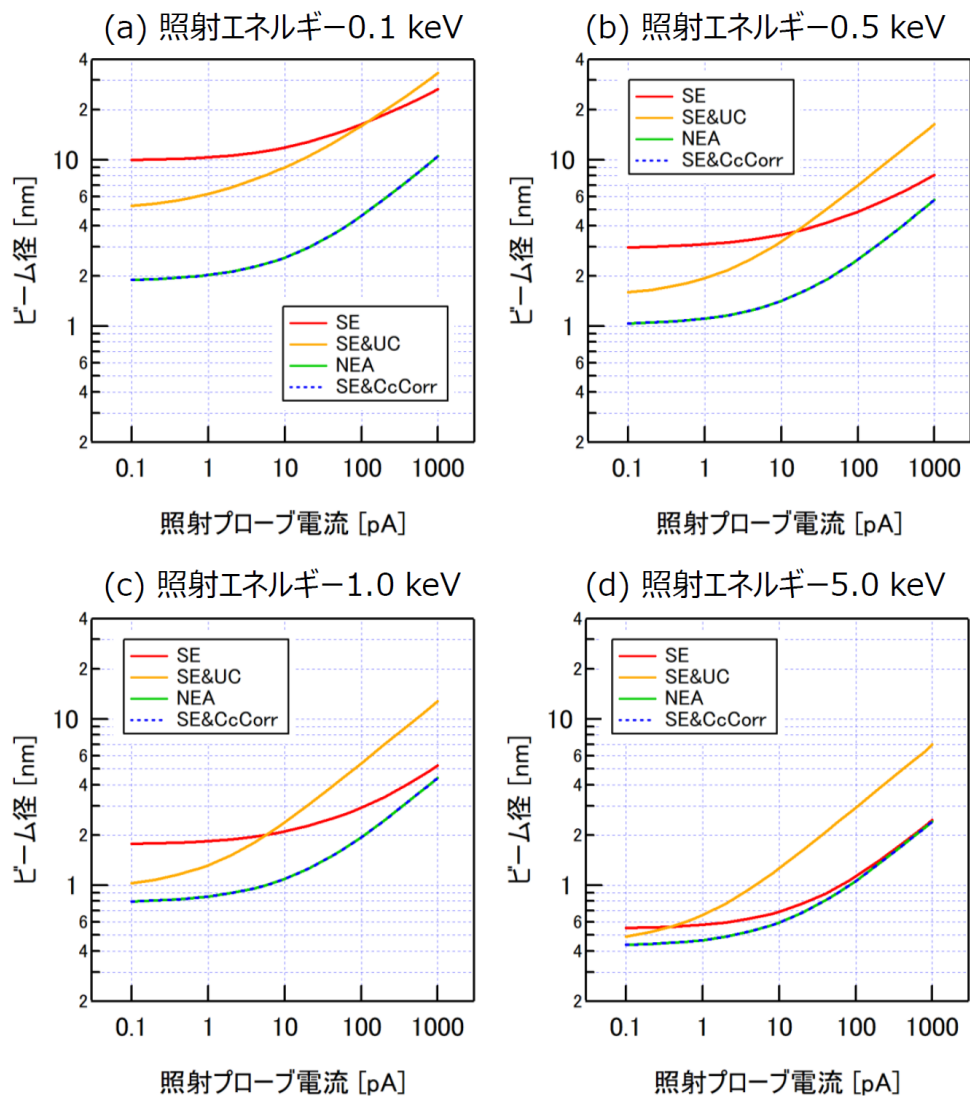 (a) 照射エネルギー0.1 keV
4
2
10
6
4
2
1
6
4
2
ビーム径 [nm]
SE
SE&UC
NEA
SE&CcCorr
0.1 1 10 100 1000
照射プローブ電流 [pA]
(b) 照射エネルギー0.5 keV
4
2
10
6
4
2
1
6
4
2
ビーム径 [nm]
SE
SE&UC
NEA
SE&CcCorr
0.1 1 10 100 1000
照射プローブ電流 [pA]
(c) 照射エネルギー1.0 keV
4
2
10
6
4
2
1
6
4
2
ビーム径 [nm]
SE
SE&UC
NEA
SE&CcCorr
0.1 1 10 100 1000
照射プローブ電流 [pA]
(d) 照射エネルギー5.0 keV
4
2
10
6
4
2
1
6
4
2
ビーム径 [nm]
SE
SE&UC
NEA
SE&CcCorr
0.1 1 10 100 1000
照射プローブ電流 [pA]